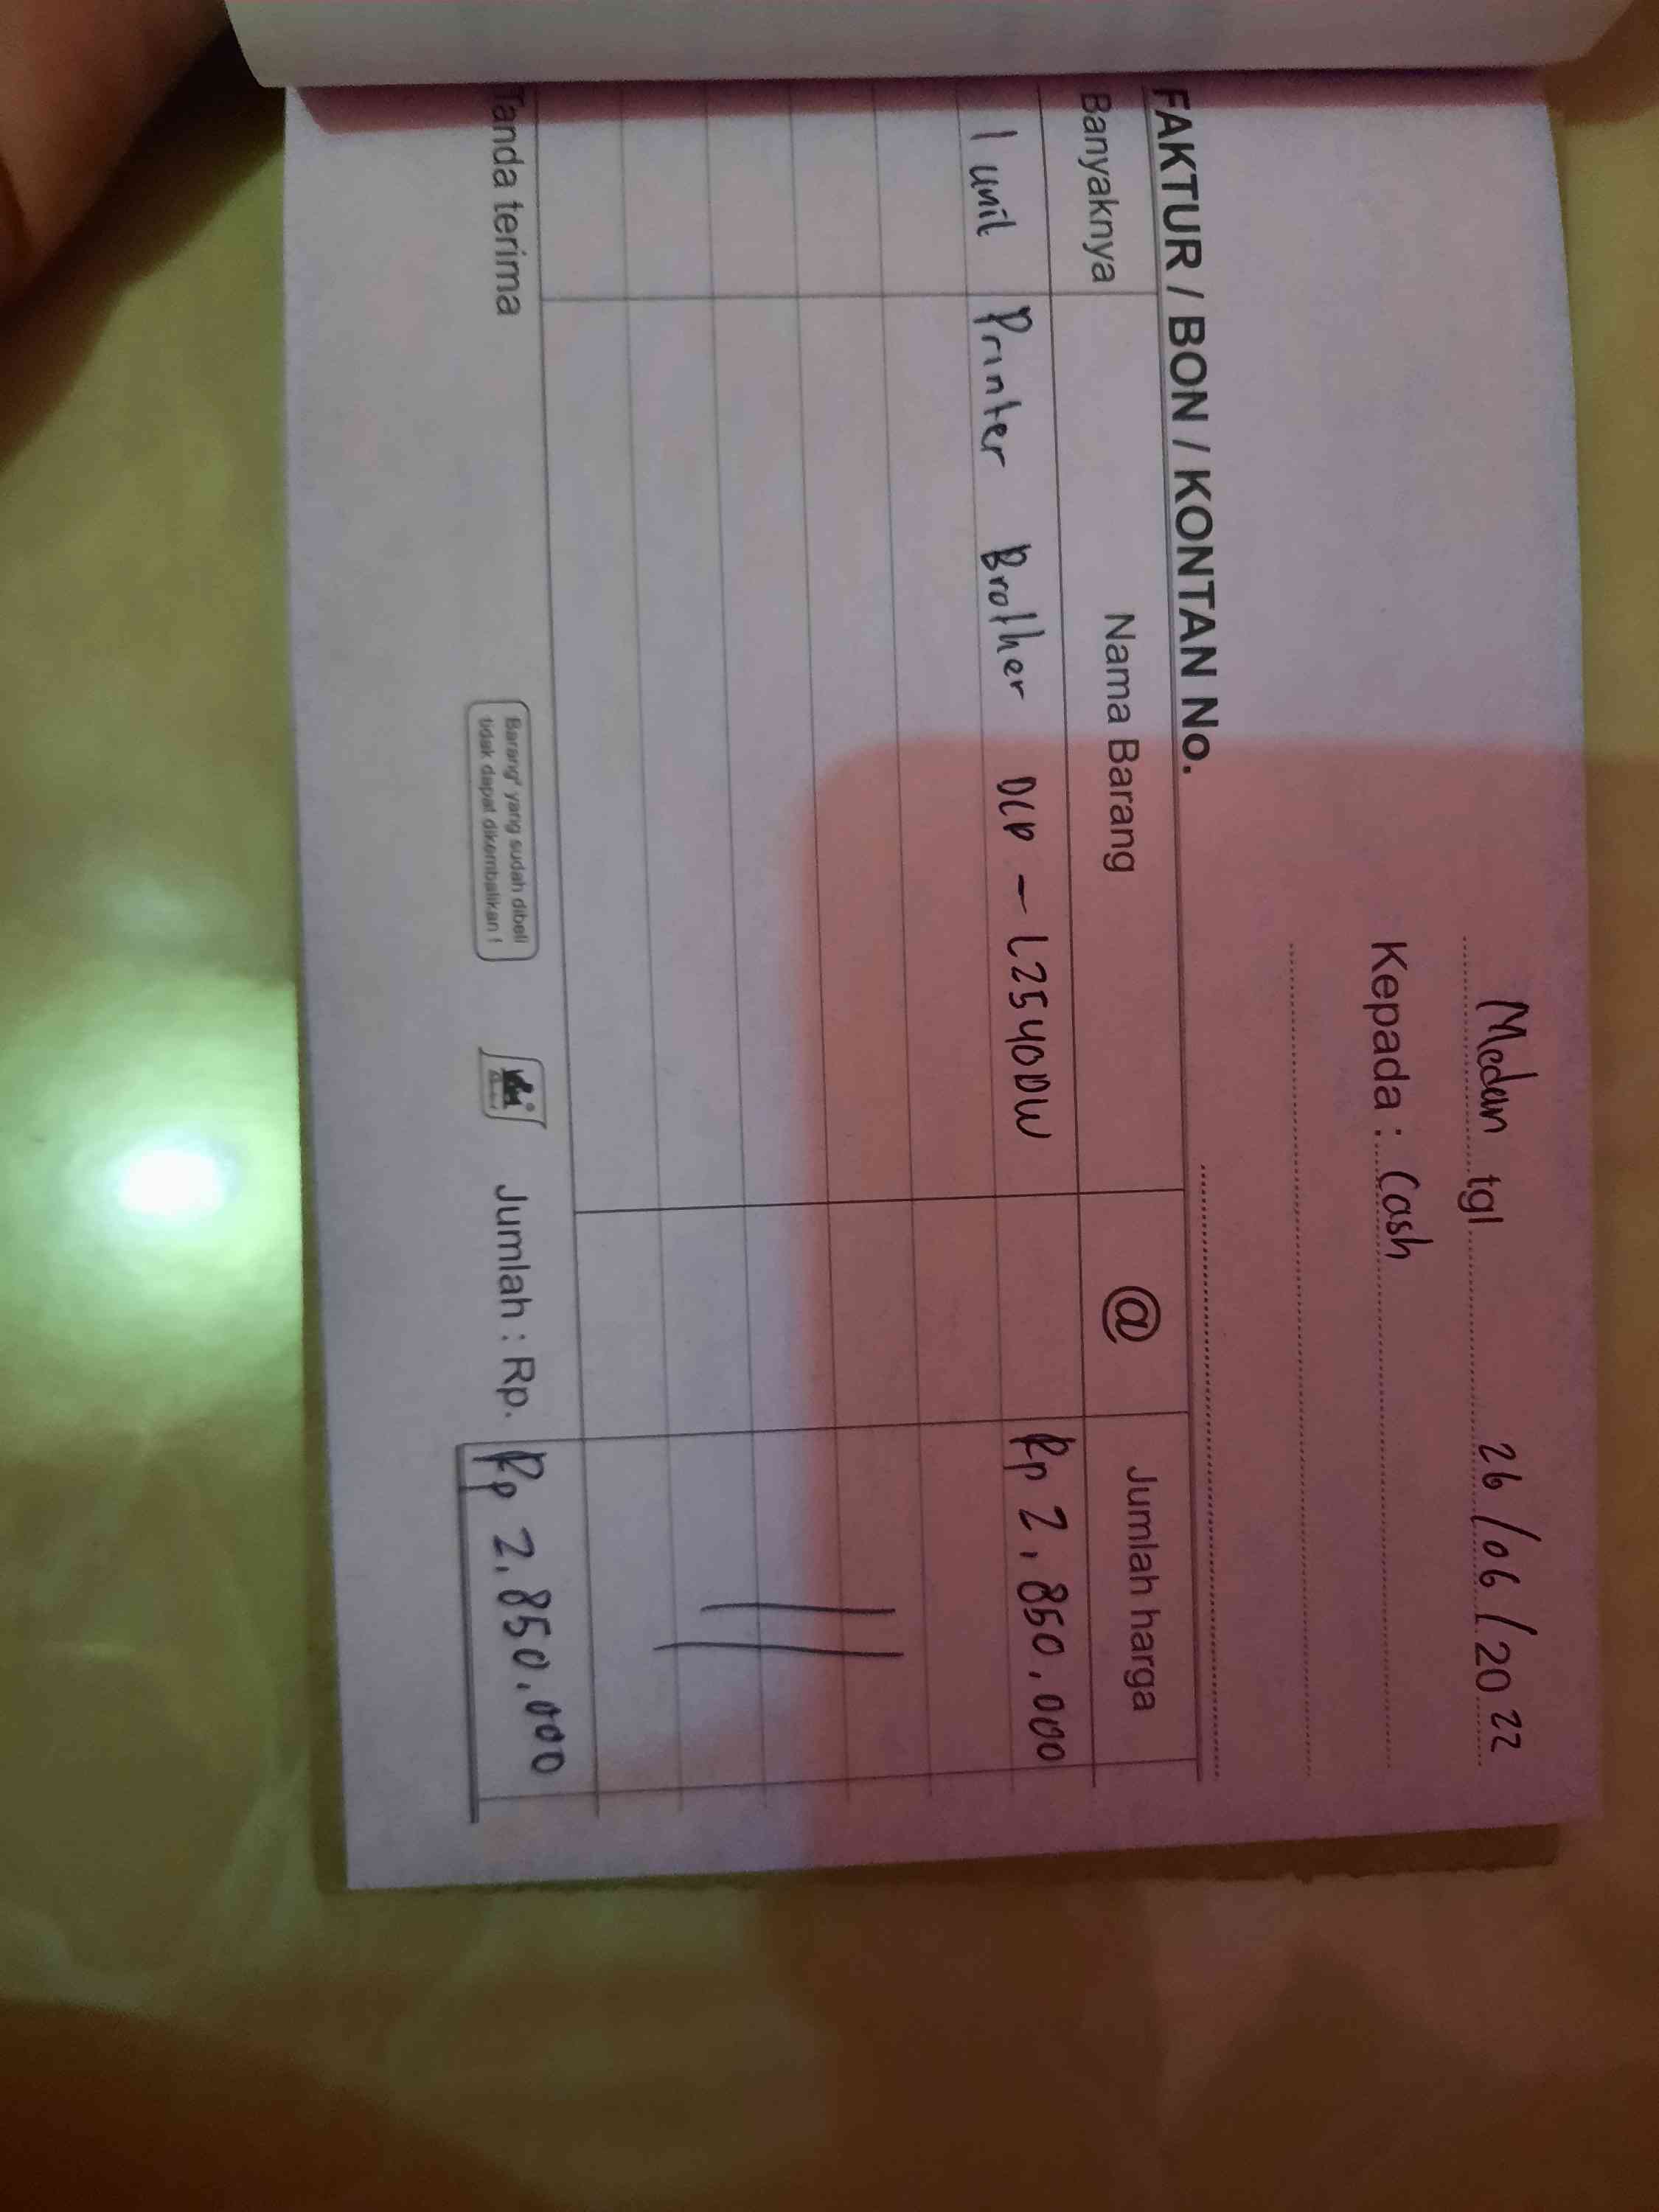 Medan tgl 26/06/2022
Kepada : Cash
FAKTUR / BON / KONTAN No.
Banyaknya Nama Barang @ Jumlah harga
1 unit Printer Brother DCP - L2540DW Rp 2.850.000
Tanda terima
Barang² yang sudah dibeli
tidak dapat dikembalikan !
Jumlah : Rp. Rp 2.850.000